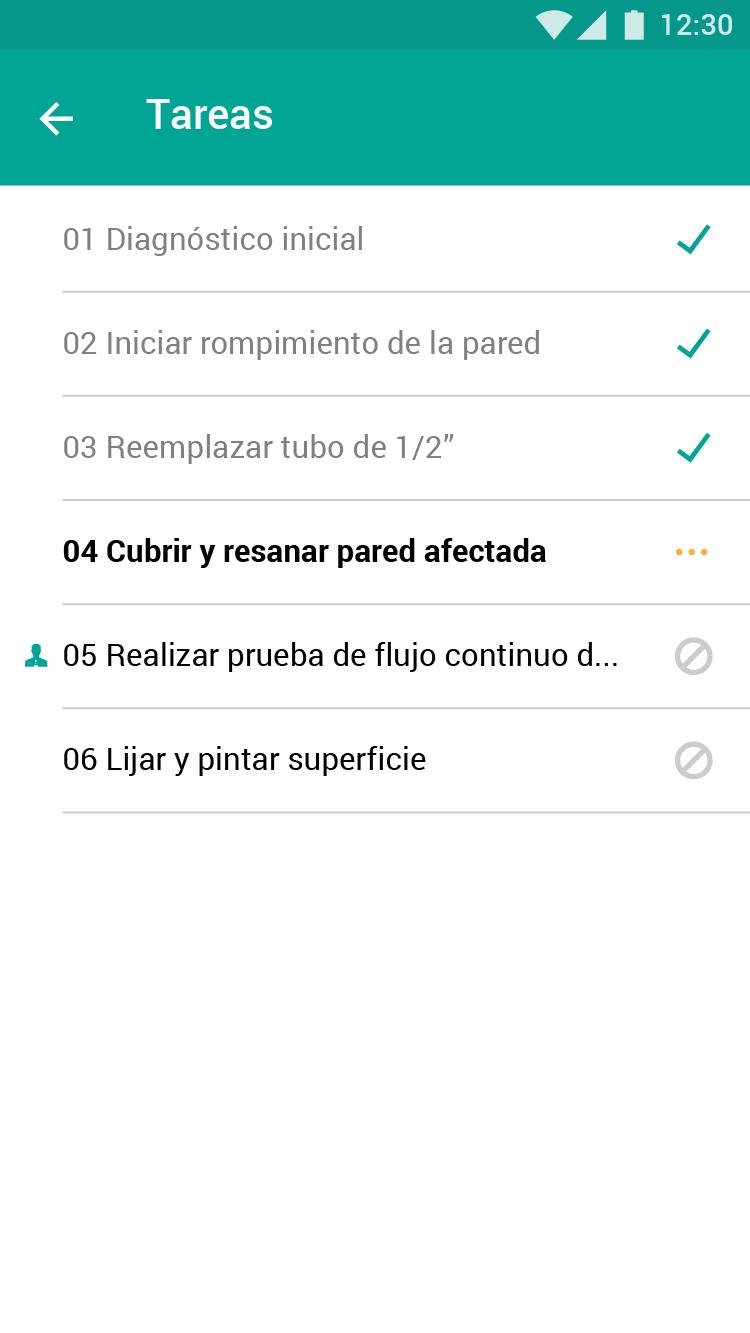 12:30
Tareas
01 Diagnóstico inicial
02 Iniciar rompimiento de la pared
03 Reemplazar tubo de 1/2”
04 Cubrir y resanar pared afectada
05 Realizar prueba de flujo continuo d...
06 Lijar y pintar superficie